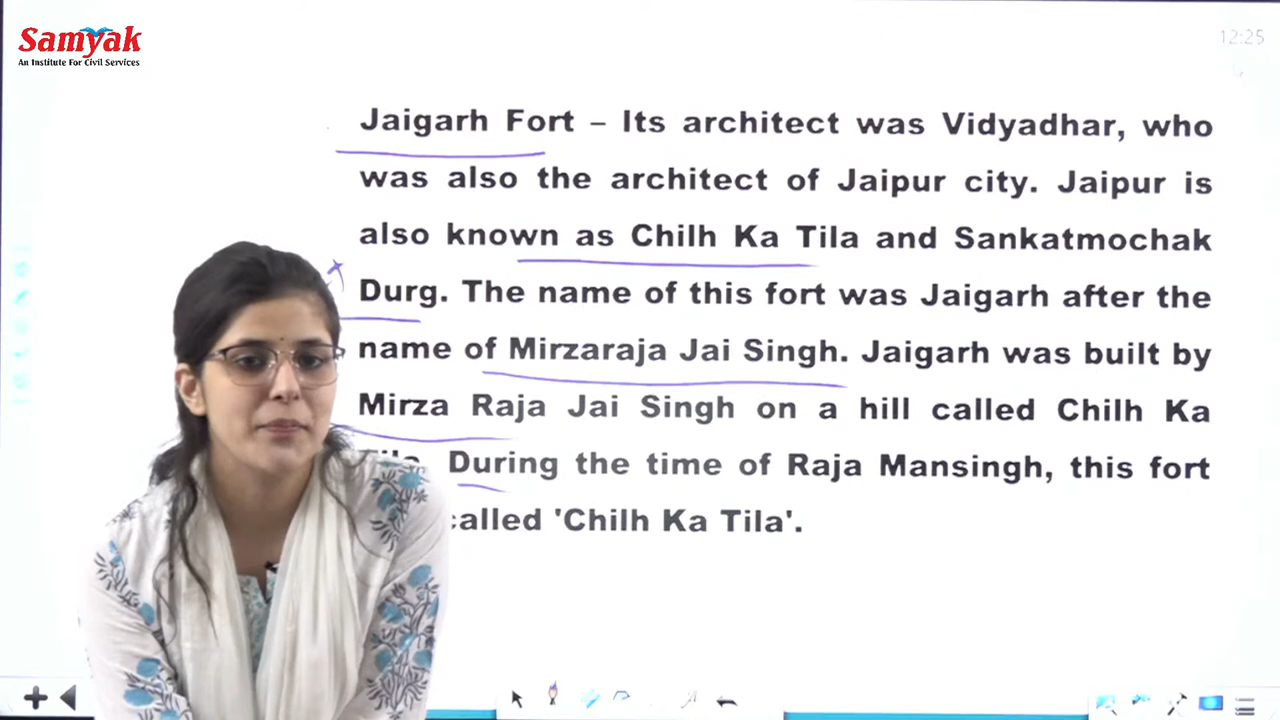 Samyak
An Institute For Civil Services
12:25
Jaigarh Fort – Its architect was Vidyadhar, who
was also the architect of Jaipur city. Jaipur is
also known as Chilh Ka Tila and Sankatmochak
Durg. The name of this fort was Jaigarh after the
name of Mirzaraja Jai Singh. Jaigarh was built by
Mirza Raja Jai Singh on a hill called Chilh Ka
During the time of Raja Mansingh, this fort
called 'Chilh Ka Tila'.